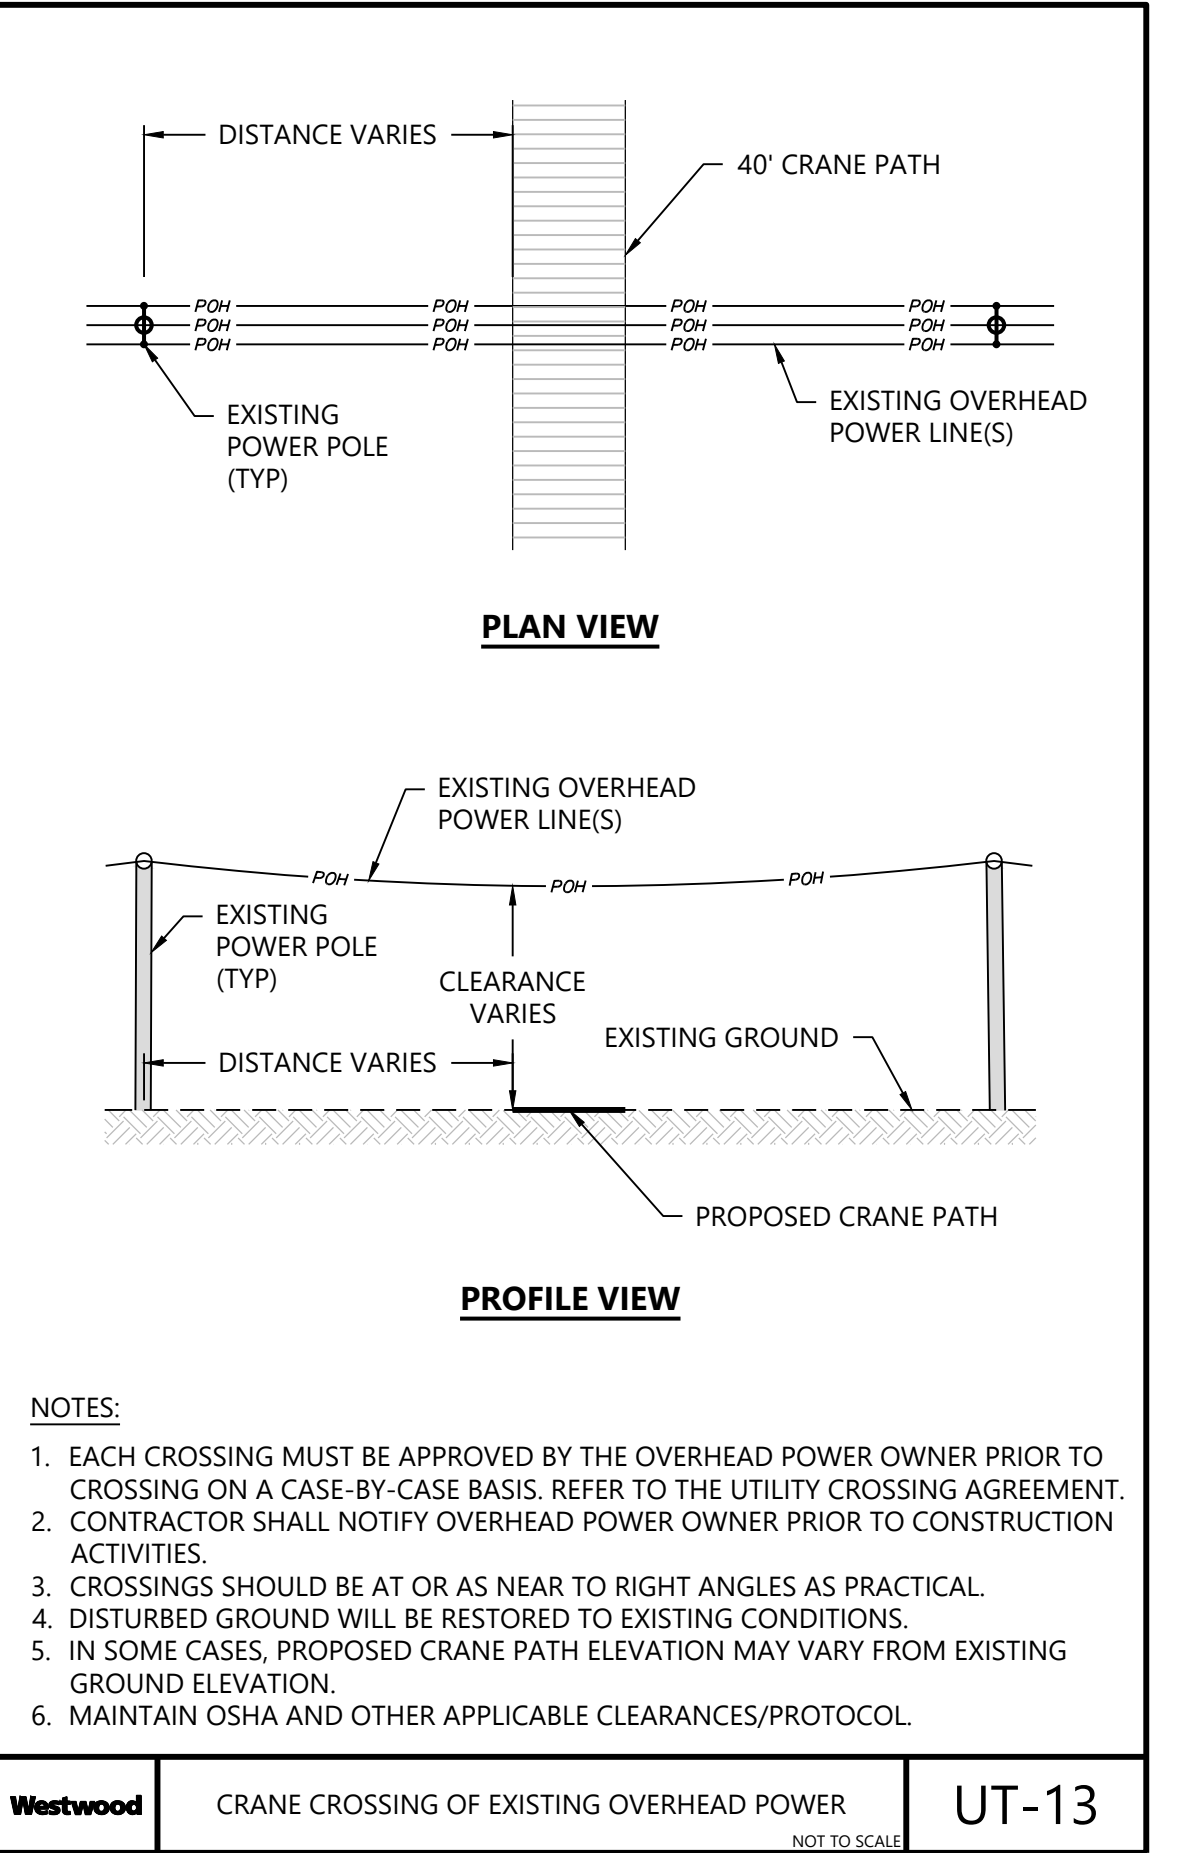 DISTANCE VARIES
40' CRANE PATH
POH POH POH POH
POH POH POH POH
POH POH POH POH
EXISTING
POWER POLE
(TYP)
EXISTING OVERHEAD
POWER LINE(S)
PLAN VIEW
EXISTING OVERHEAD
POWER LINE(S)
POH POH POH
EXISTING
POWER POLE
(TYP)
CLEARANCE
VARIES
EXISTING GROUND
DISTANCE VARIES
PROPOSED CRANE PATH
PROFILE VIEW
NOTES:
1. EACH CROSSING MUST BE APPROVED BY THE OVERHEAD POWER OWNER PRIOR TO
CROSSING ON A CASE-BY-CASE BASIS. REFER TO THE UTILITY CROSSING AGREEMENT.
2. CONTRACTOR SHALL NOTIFY OVERHEAD POWER OWNER PRIOR TO CONSTRUCTION
ACTIVITIES.
3. CROSSINGS SHOULD BE AT OR AS NEAR TO RIGHT ANGLES AS PRACTICAL.
4. DISTURBED GROUND WILL BE RESTORED TO EXISTING CONDITIONS.
5. IN SOME CASES, PROPOSED CRANE PATH ELEVATION MAY VARY FROM EXISTING
GROUND ELEVATION.
6. MAINTAIN OSHA AND OTHER APPLICABLE CLEARANCES/PROTOCOL.
Westwood
CRANE CROSSING OF EXISTING OVERHEAD POWER
NOT TO SCALE
UT-13